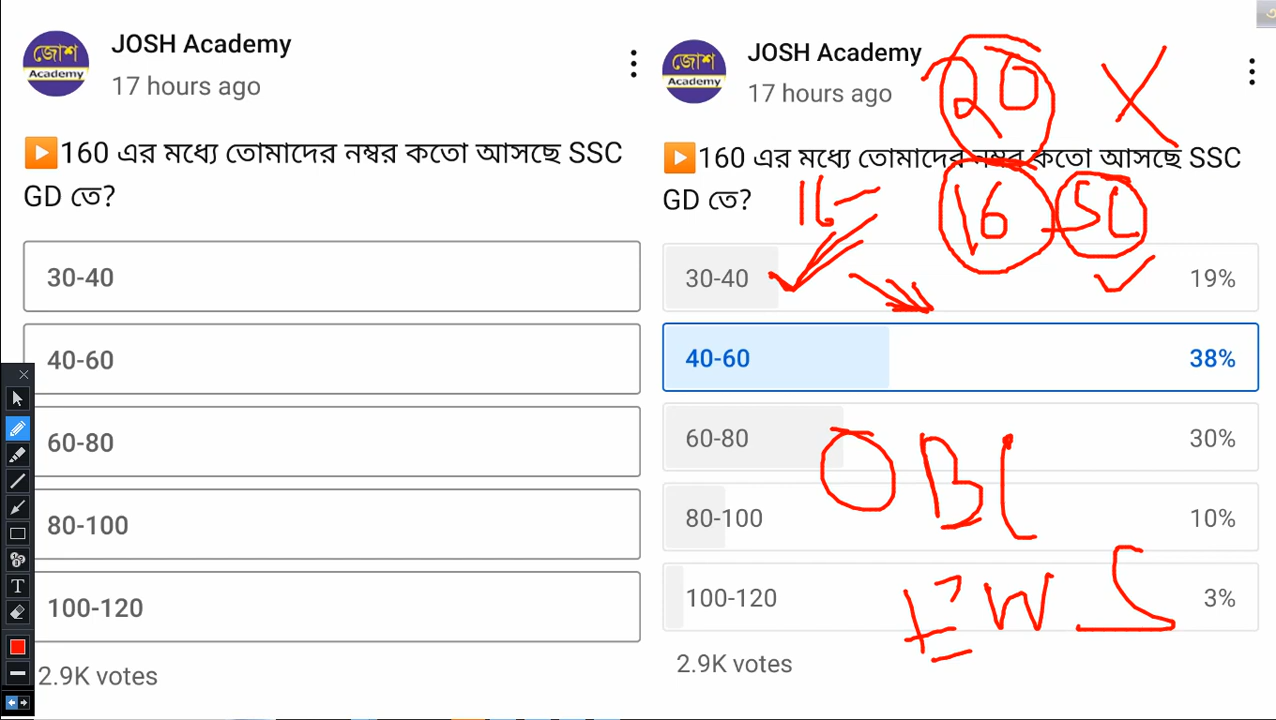 জোশ
Academy
JOSH Academy
17 hours ago
▶160 এর মধ্যে তোমাদের নম্বর কতো আসছে SSC
GD তে?
30-40
40-60
60-80
80-100
100-120
2.9K votes
জোশ
Academy
JOSH Academy
17 hours ago
20
▶160 এর মধ্যে তোমাদের নম্বর কতো আসছে SSC
GD তে?
16-
16-50
30-40 19%
40-60 38%
60-80 30%
OBC
80-100 10%
100-120 3%
EWS
2.9K votes
T